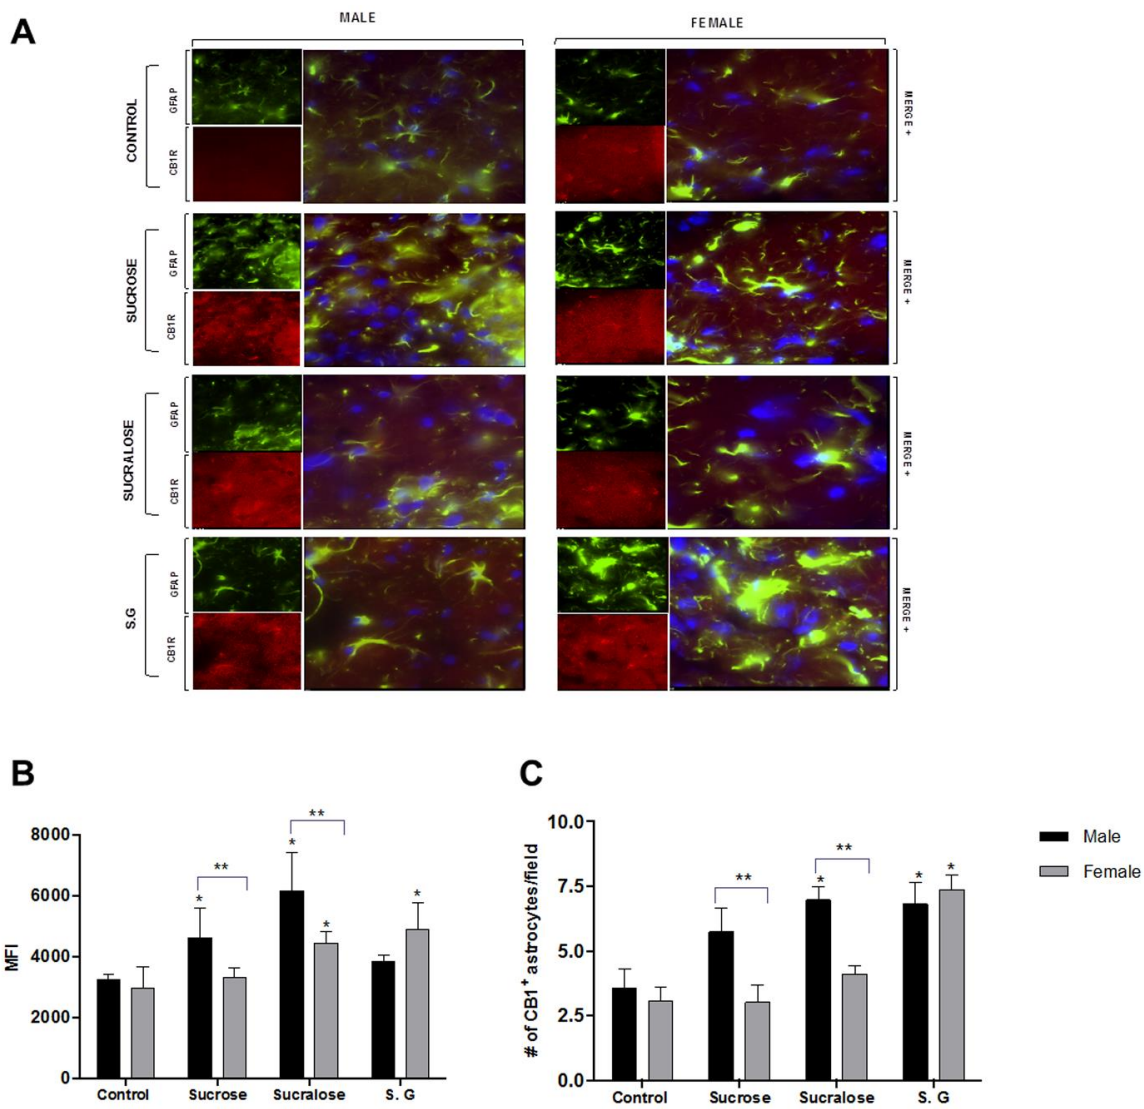 A
MALE
FEMALE
CONTROL
GFAP
CB1R
MERGE +
SUCROSE
GFAP
CB1R
MERGE +
SUCRALOSE
GFAP
CB1R
MERGE +
S.G
GFAP
CB1R
MERGE +
B
MFI
8000
6000
4000
2000
0
*
**
*
**
*
*
Control
Sucrose
Sucralose
S. G
C
# of CB1+ astrocytes/field
10.0
7.5
5.0
2.5
0.0
**
*
**
*
*
Control
Sucrose
Sucralose
S. G
Male
Female